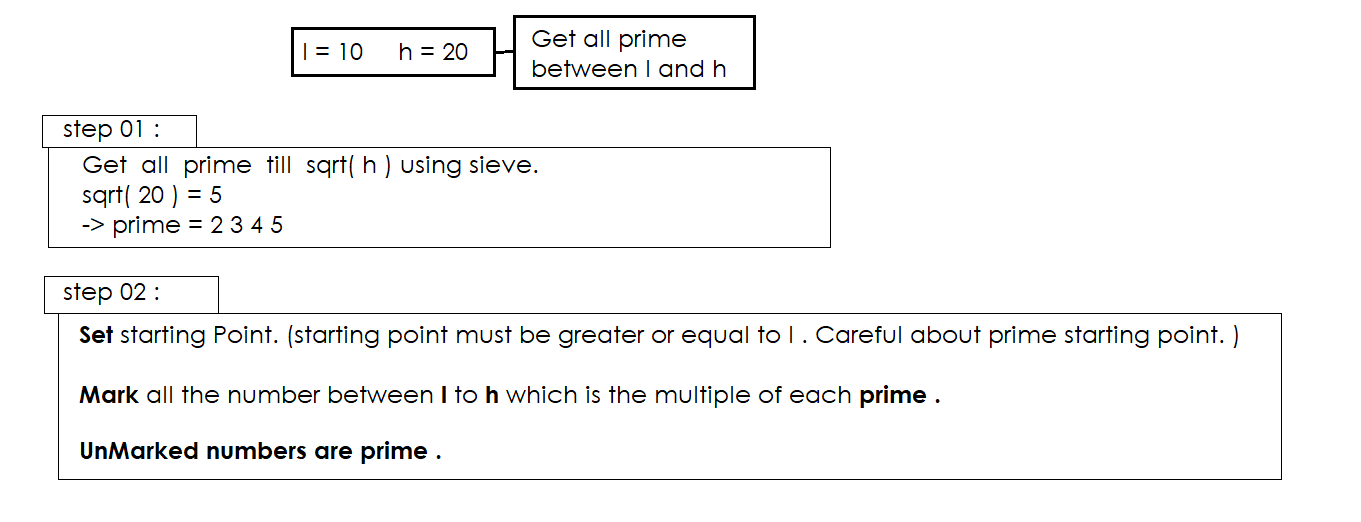 l = 10 h = 20
Get all prime
between l and h
step 01 :
Get all prime till sqrt( h ) using sieve.
sqrt( 20 ) = 5
-> prime = 2 3 4 5
step 02 :
Set starting Point. (starting point must be greater or equal to l . Careful about prime starting point. )
Mark all the number between l to h which is the multiple of each prime .
UnMarked numbers are prime .